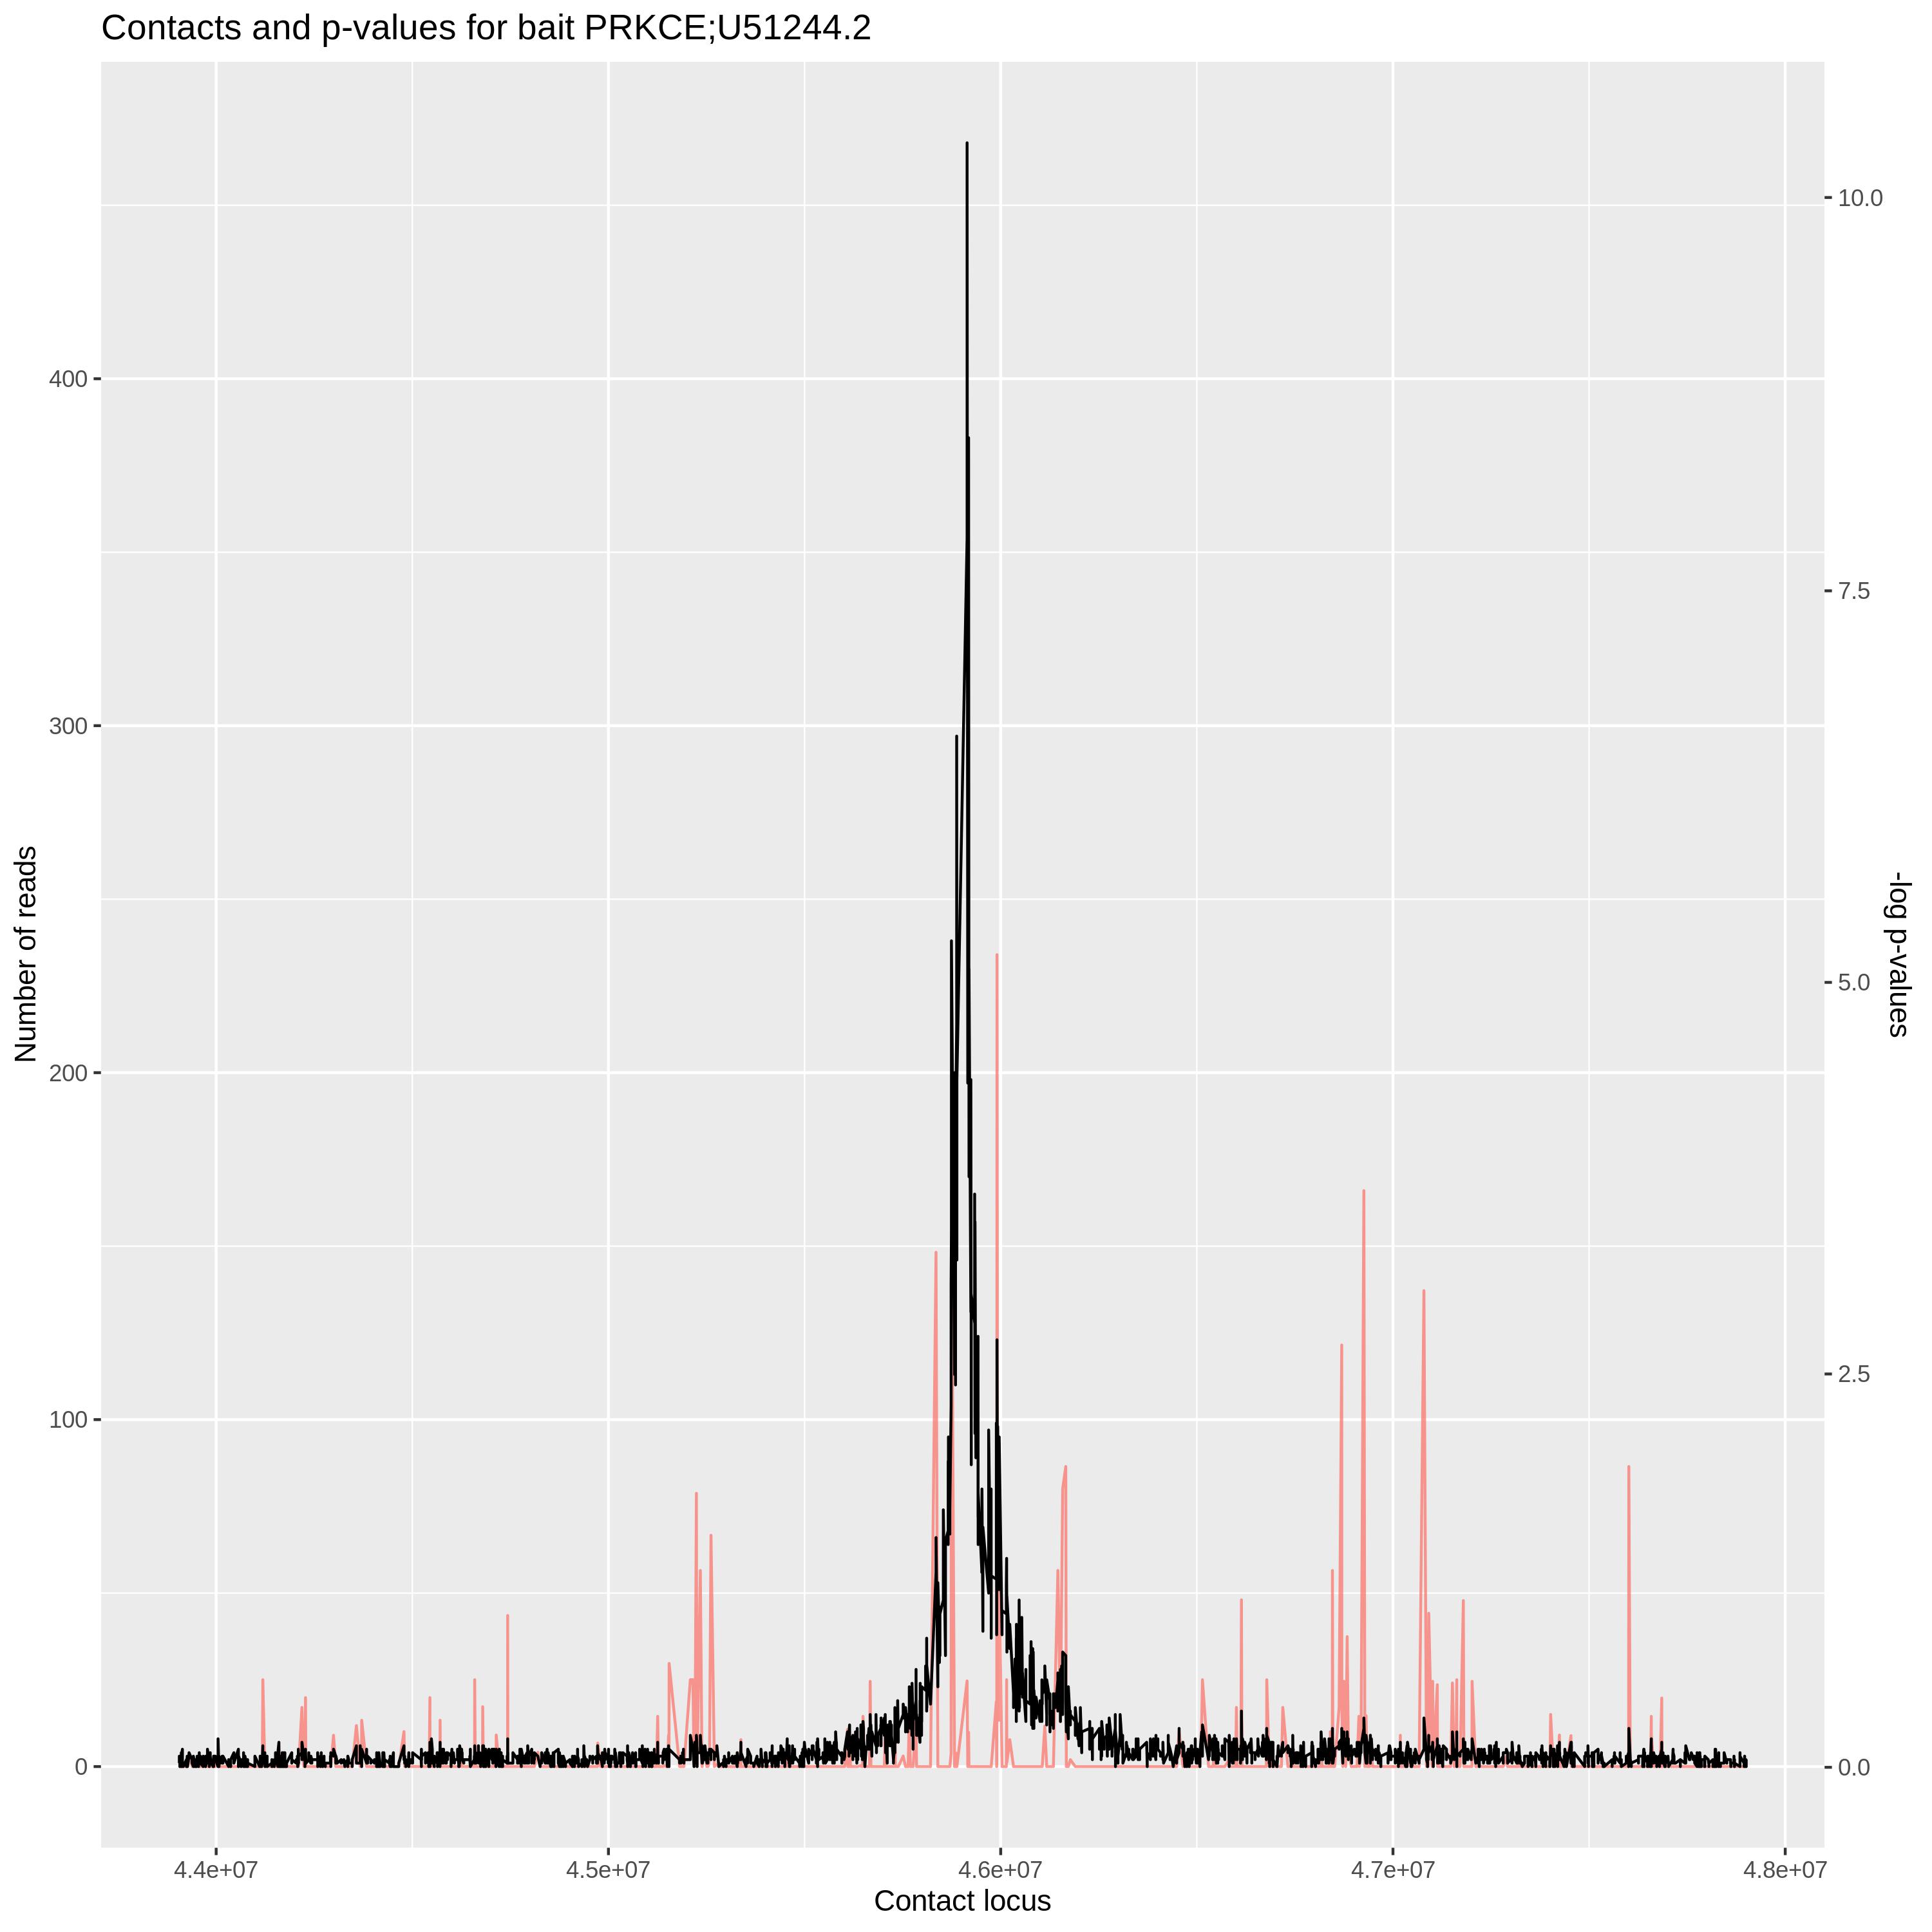 Contacts and p-values for bait PRKCE;U51244.2
Number of reads
400
300
200
100
0
10.0
7.5
5.0
2.5
0.0
-log p-values
4.4e+07 4.5e+07 4.6e+07 4.7e+07 4.8e+07
Contact locus